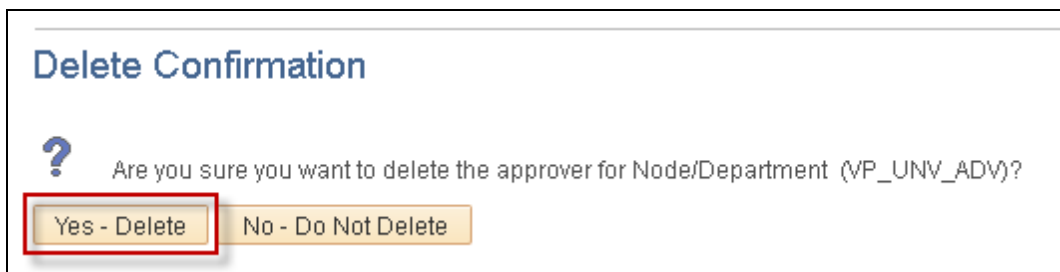 Delete Confirmation
? Are you sure you want to delete the approver for Node/Department (VP_UNV_ADV)?
Yes - Delete No - Do Not Delete